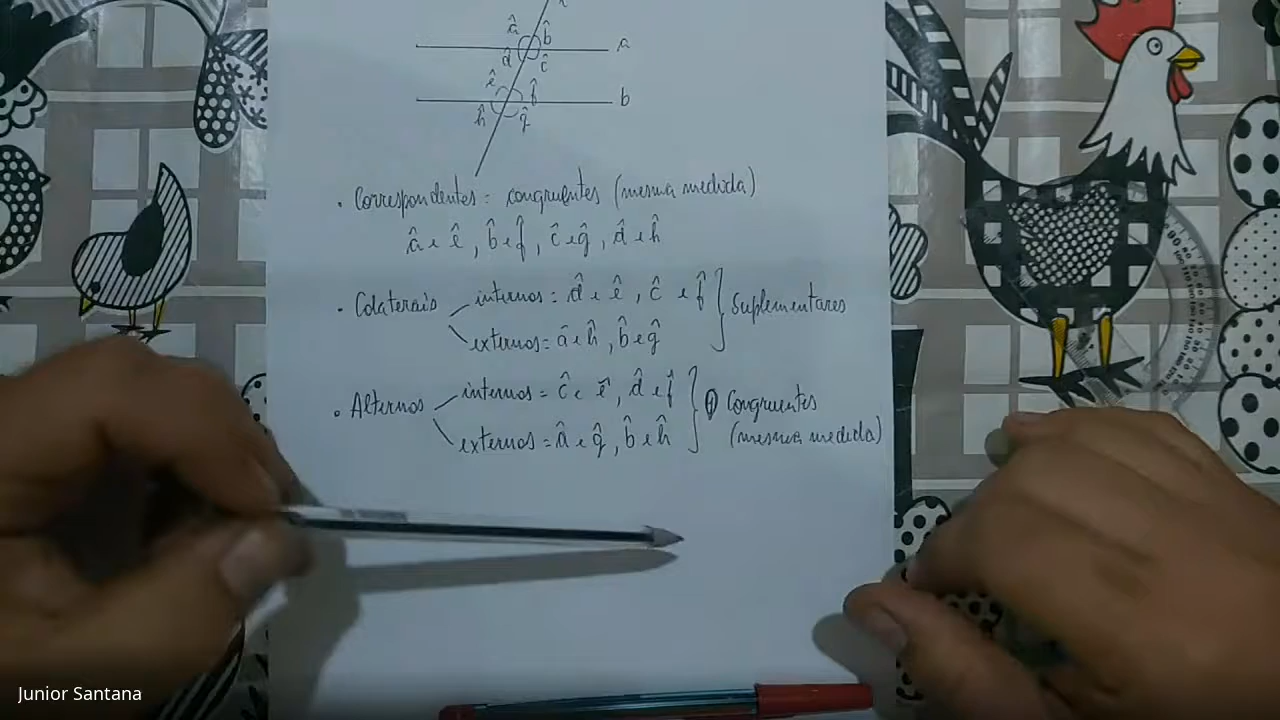 â b̂ a
d̂ ĉ
ê f̂ b
ĥ ĝ
• Correspondentes = congruentes (mesma medida)
â e ê, b̂ e f̂, ĉ e ĝ, d̂ e ĥ
• Colaterais internos = d̂ e ê, ĉ e f̂ } Suplementares
externos = â e ĥ, b̂ e ĝ
• Alternos internos = ĉ e ê, d̂ e f̂ } Congruentes
externos = â e ĝ, b̂ e ĥ (mesma medida)
Junior Santana